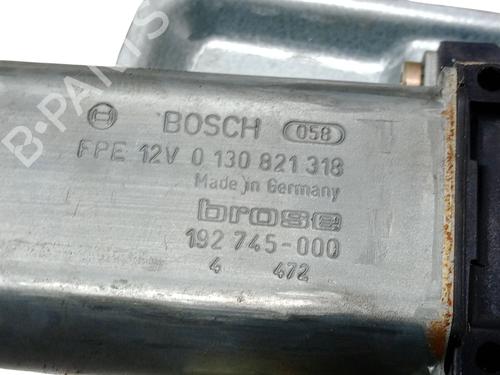 BOSCH 058
FPE 12V 0 130 821 318
Made in Germany
brose
192 745-000
4 472
B-PARTS